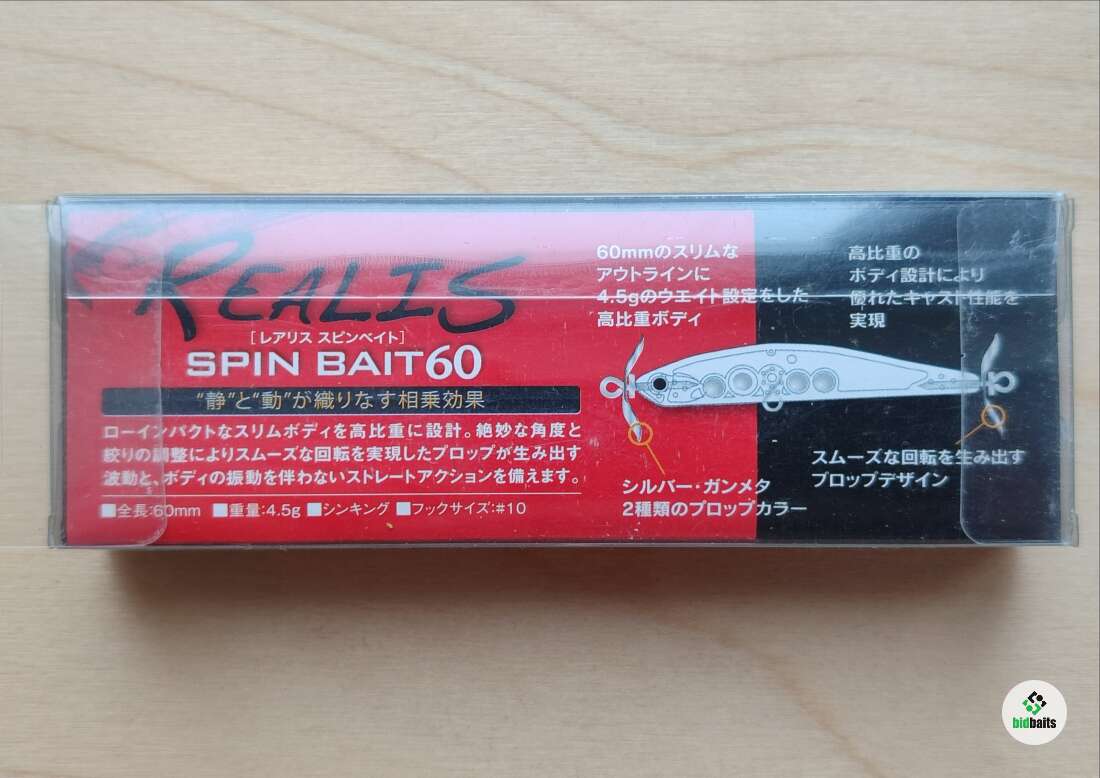 REALIS
[レアリス スピンベイト]
SPIN BAIT60
“静”と“動”が織りなす相乗効果
ローインパクトなスリムボディを高比重に設計。絶妙な角度と
絞りの調整によりスムーズな回転を実現したプロップが生み出す
波動と、ボディの振動を伴わないストレートアクションを備えます。
■全長:60mm ■重量:4.5g ■シンキング ■フックサイズ:#10
60mmのスリムな
アウトラインに
4.5gのウエイト設定をした
高比重ボディ
高比重の
ボディ設計により
優れたキャスト性能を
実現
シルバー・ガンメタ
2種類のプロップカラー
スムーズな回転を生み出す
プロップデザイン
bidbaits